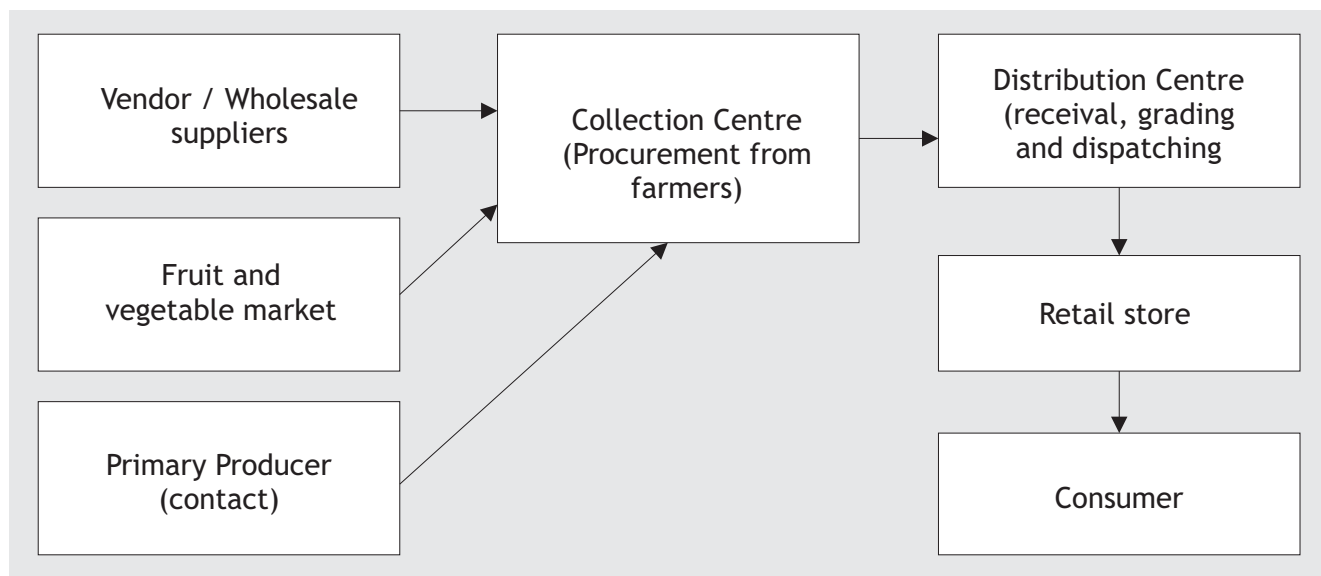 Vendor / Wholesale
suppliers
Fruit and
vegetable market
Primary Producer
(contact)
Collection Centre
(Procurement from
farmers)
Distribution Centre
(receival, grading
and dispatching
Retail store
Consumer